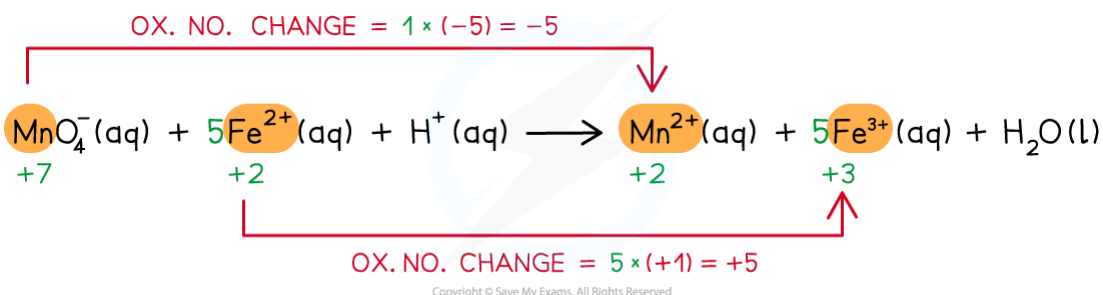 OX. NO. CHANGE = 1 × (−5) = −5
MnO₄⁻(aq) + 5Fe²⁺(aq) + H⁺(aq) ⟶ Mn²⁺(aq) + 5Fe³⁺(aq) + H₂O(l)
+7 +2 +2 +3
OX. NO. CHANGE = 5 × (+1) = +5
Copyright © Save My Exams. All Rights Reserved